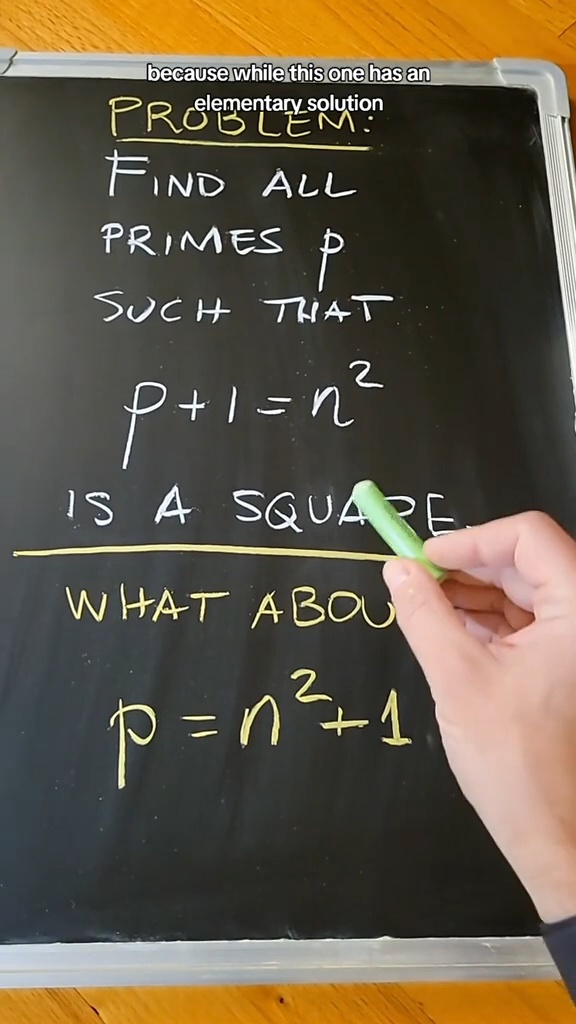 because while this one has an
elementary solution
PROBLEM:
FIND ALL
PRIMES p
SUCH THAT
p+1=n²
IS A SQUARE.
WHAT ABOU
p=n²+1